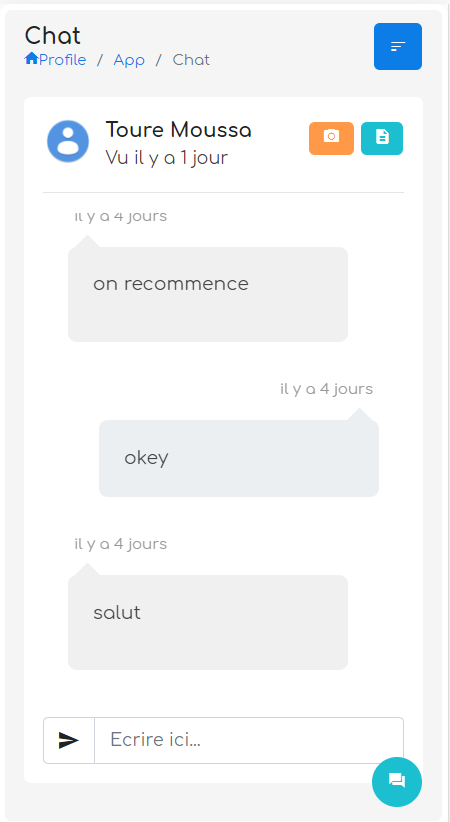 Chat
Profile / App / Chat
Toure Moussa
Vu il y a 1 jour
il y a 4 jours
on recommence
il y a 4 jours
okey
il y a 4 jours
salut
Ecrire ici...